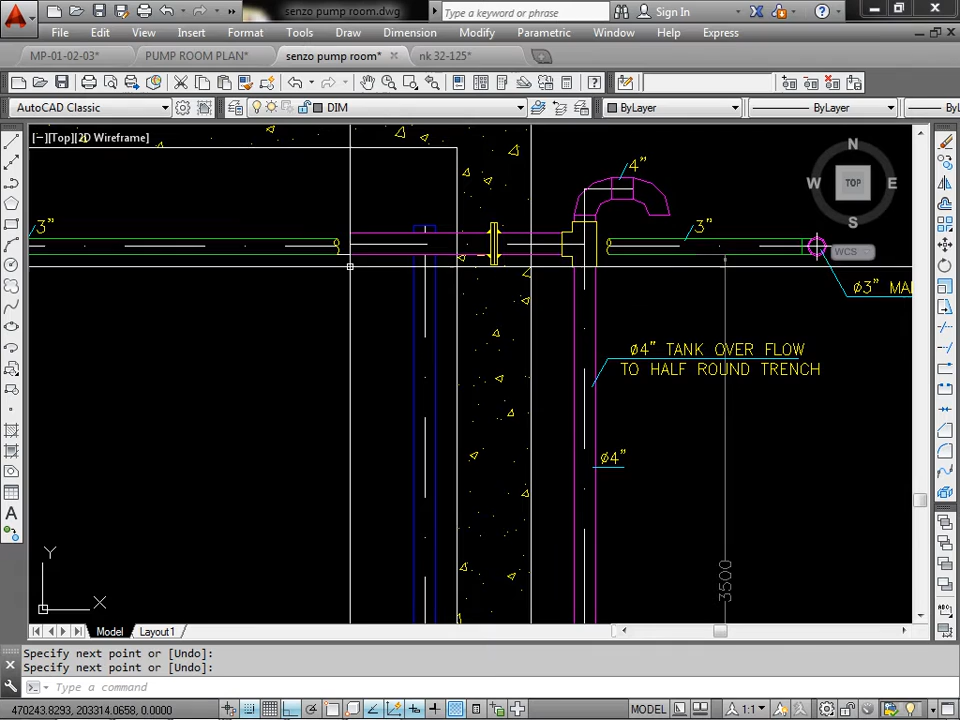 senzo pump room.dwg
Type a keyword or phrase
Sign In
File Edit View Insert Format Tools Draw Dimension Modify Parametric Window Help Express
MP-01-02-03*
PUMP ROOM PLAN*
senzo pump room*
nk 32-125*
AutoCAD Classic
DIM
ByLayer
ByLayer
ByL
[−][Top][2D Wireframe]
N
4"
W
TOP
E
S
3"
3"
WCS
ø3" MA
ø4" TANK OVER FLOW
TO HALF ROUND TRENCH
ø4"
3500
Y
X
Model
Layout1
Specify next point or [Undo]:
Specify next point or [Undo]:
Type a command
470243.8293, 203314.0658, 0.0000
MODEL
1:1
A